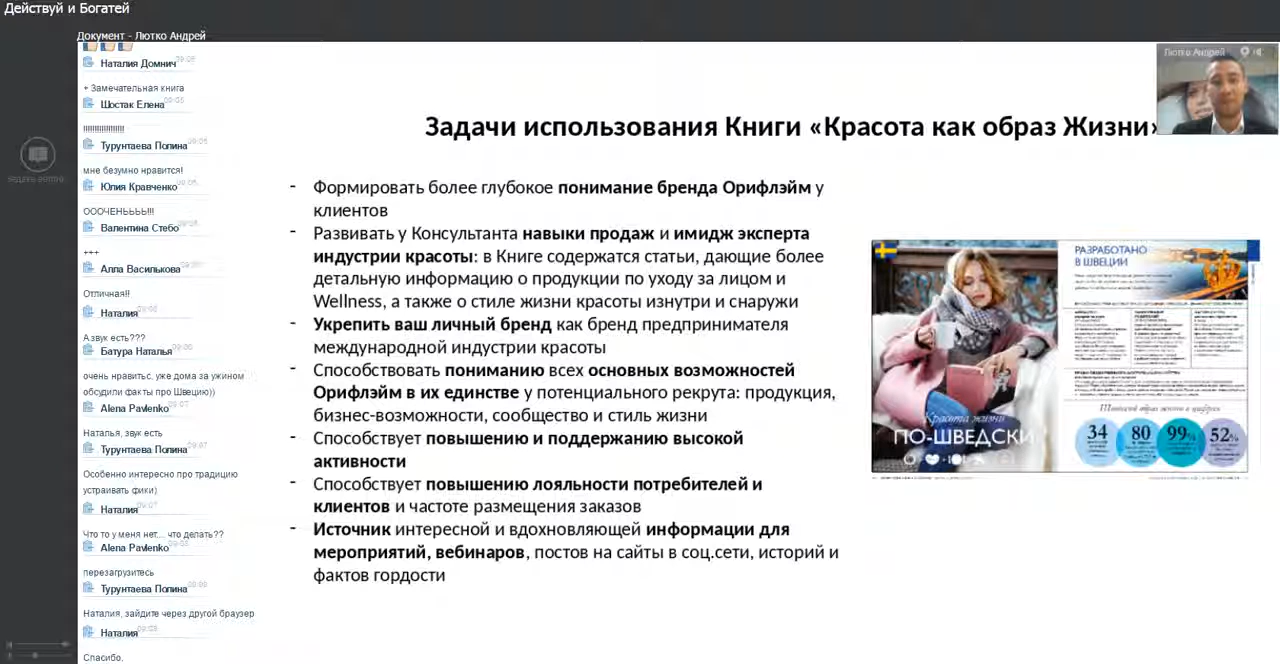 Действуй и Богатей
Документ - Лютко Андрей
Наталия Домнич 09:05
+ Замечательная книга
Шостак Елена 09:05
!!!!!!!!!!!!!!!!!
Турунтаева Полина
мне безумно нравится!
Юлия Кравченко
ОООЧЕНЬЬЬЬ!!!
Валентина Стебо
+++
Алла Василькова
Отличная!!
Наталия
А звук есть???
Батура Наталья
очень нравитьс, уже дома за ужином
обсудили факты про Швецию))
Alena Pavlenko
Наталья, звук есть
Турунтаева Полина
Особенно интересно про традицию
устраивать фики)
Наталия
Что то у меня нет.... что делать??
Alena Pavlenko
перезагрузитесь
Турунтаева Полина
Наталия, зайдите через другой браузер
Наталия
Спасибо.
Лютко Андрей
Задачи использования Книги «Красота как образ Жизни»
- Формировать более глубокое понимание бренда Орифлэйм у
клиентов
- Развивать у Консультанта навыки продаж и имидж эксперта
индустрии красоты: в Книге содержатся статьи, дающие более
детальную информацию о продукции по уходу за лицом и
Wellness, а также о стиле жизни красоты изнутри и снаружи
- Укрепить ваш личный бренд как бренд предпринимателя
международной индустрии красоты
- Способствовать пониманию всех основных возможностей
Орифлэйм в их единстве у потенциального рекрута: продукция,
бизнес-возможности, сообщество и стиль жизни
- Способствует повышению и поддержанию высокой
активности
- Способствует повышению лояльности потребителей и
клиентов и частоте размещения заказов
- Источник интересной и вдохновляющей информации для
мероприятий, вебинаров, постов на сайты в соц.сети, историй и
фактов гордости
Красота жизни
ПО-ШВЕДСКИ
РАЗРАБОТАНО
В ШВЕЦИИ
34
80
99%
52%